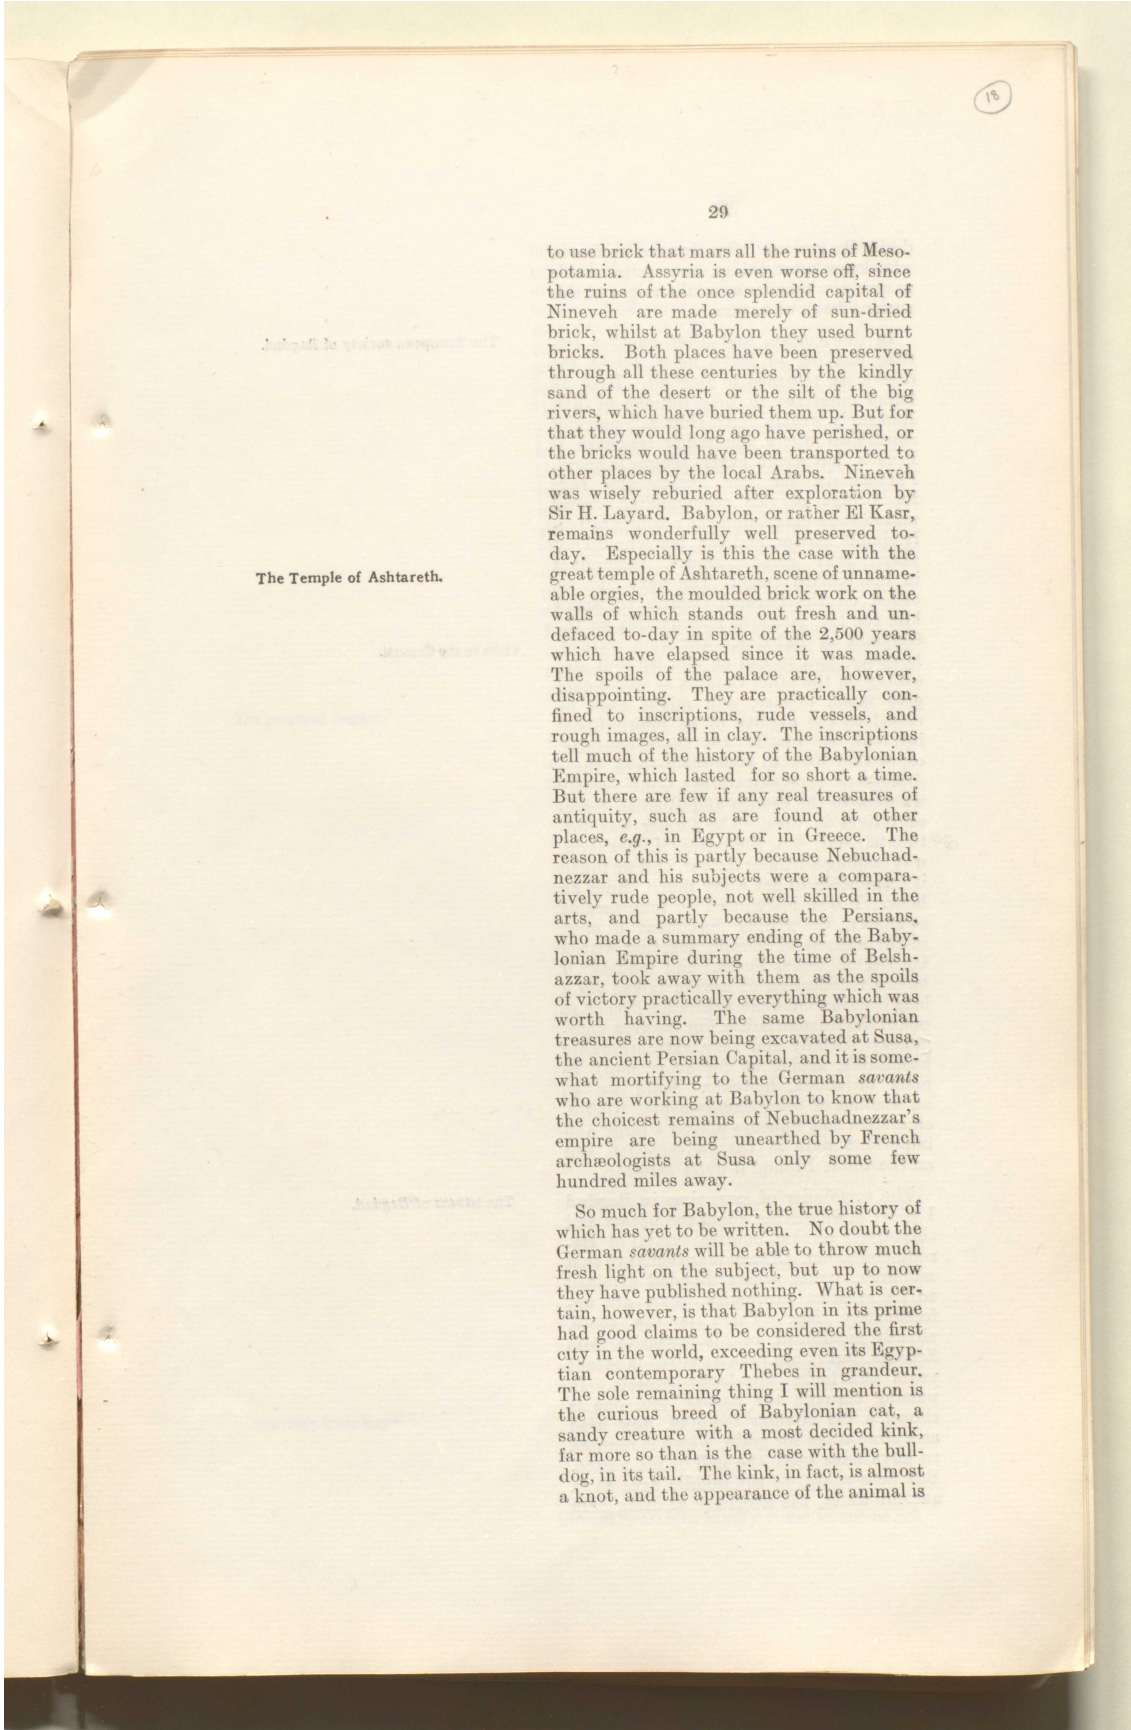 18
29
to use brick that mars all the ruins of Meso-
potamia. Assyria is even worse off, since
the ruins of the once splendid capital of
Nineveh are made merely of sun-dried
brick, whilst at Babylon they used burnt
bricks. Both places have been preserved
through all these centuries by the kindly
sand of the desert or the silt of the big
rivers, which have buried them up. But for
that they would long ago have perished, or
the bricks would have been transported to
other places by the local Arabs. Nineveh
was wisely reburied after exploration by
Sir H. Layard. Babylon, or rather El Kasr,
remains wonderfully well preserved to-
day. Especially is this the case with the
The Temple of Ashtareth.
great temple of Ashtareth, scene of unname-
able orgies, the moulded brick work on the
walls of which stands out fresh and un-
defaced to-day in spite of the 2,500 years
which have elapsed since it was made.
The spoils of the palace are, however,
disappointing. They are practically con-
fined to inscriptions, rude vessels, and
rough images, all in clay. The inscriptions
tell much of the history of the Babylonian
Empire, which lasted for so short a time.
But there are few if any real treasures of
antiquity, such as are found at other
places, e.g., in Egypt or in Greece. The
reason of this is partly because Nebuchad-
nezzar and his subjects were a compara-
tively rude people, not well skilled in the
arts, and partly because the Persians,
who made a summary ending of the Baby-
lonian Empire during the time of Belsh-
azzar, took away with them as the spoils
of victory practically everything which was
worth having. The same Babylonian
treasures are now being excavated at Susa,
the ancient Persian Capital, and it is some-
what mortifying to the German savants
who are working at Babylon to know that
the choicest remains of Nebuchadnezzar's
empire are being unearthed by French
archæologists at Susa only some few
hundred miles away.
So much for Babylon, the true history of
which has yet to be written. No doubt the
German savants will be able to throw much
fresh light on the subject, but up to now
they have published nothing. What is cer-
tain, however, is that Babylon in its prime
had good claims to be considered the first
city in the world, exceeding even its Egyp-
tian contemporary Thebes in grandeur.
The sole remaining thing I will mention is
the curious breed of Babylonian cat, a
sandy creature with a most decided kink,
far more so than is the case with the bull-
dog, in its tail. The kink, in fact, is almost
a knot, and the appearance of the animal is